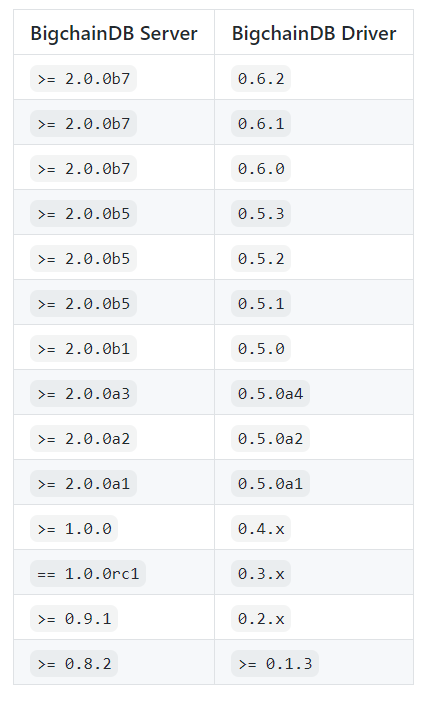 BigchainDB Server BigchainDB Driver
>= 2.0.0b7 0.6.2
>= 2.0.0b7 0.6.1
>= 2.0.0b7 0.6.0
>= 2.0.0b5 0.5.3
>= 2.0.0b5 0.5.2
>= 2.0.0b5 0.5.1
>= 2.0.0b1 0.5.0
>= 2.0.0a3 0.5.0a4
>= 2.0.0a2 0.5.0a2
>= 2.0.0a1 0.5.0a1
>= 1.0.0 0.4.x
== 1.0.0rc1 0.3.x
>= 0.9.1 0.2.x
>= 0.8.2 >= 0.1.3